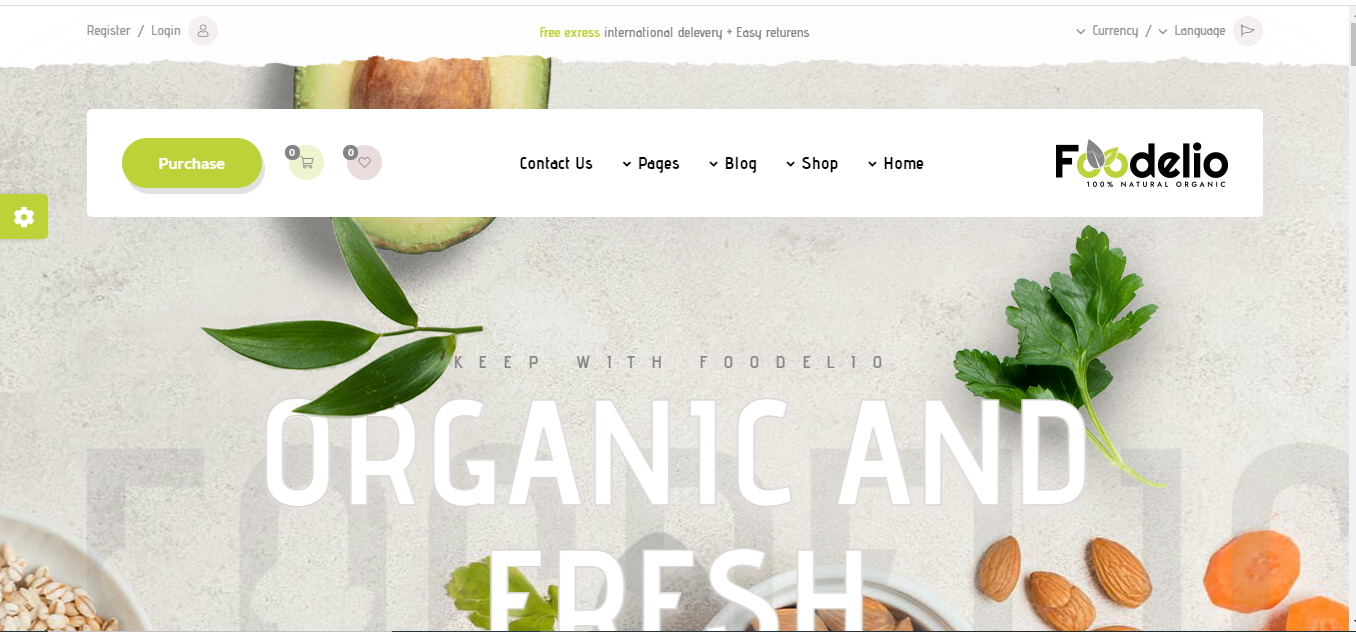 Register / Login
Free exress international delevery + Easy returens
Currency / Language
Purchase
0
0
Contact Us
Pages
Blog
Shop
Home
Foodelio
100% NATURAL ORGANIC
KEEP WITH FOODELIO
ORGANIC AND
FRESH